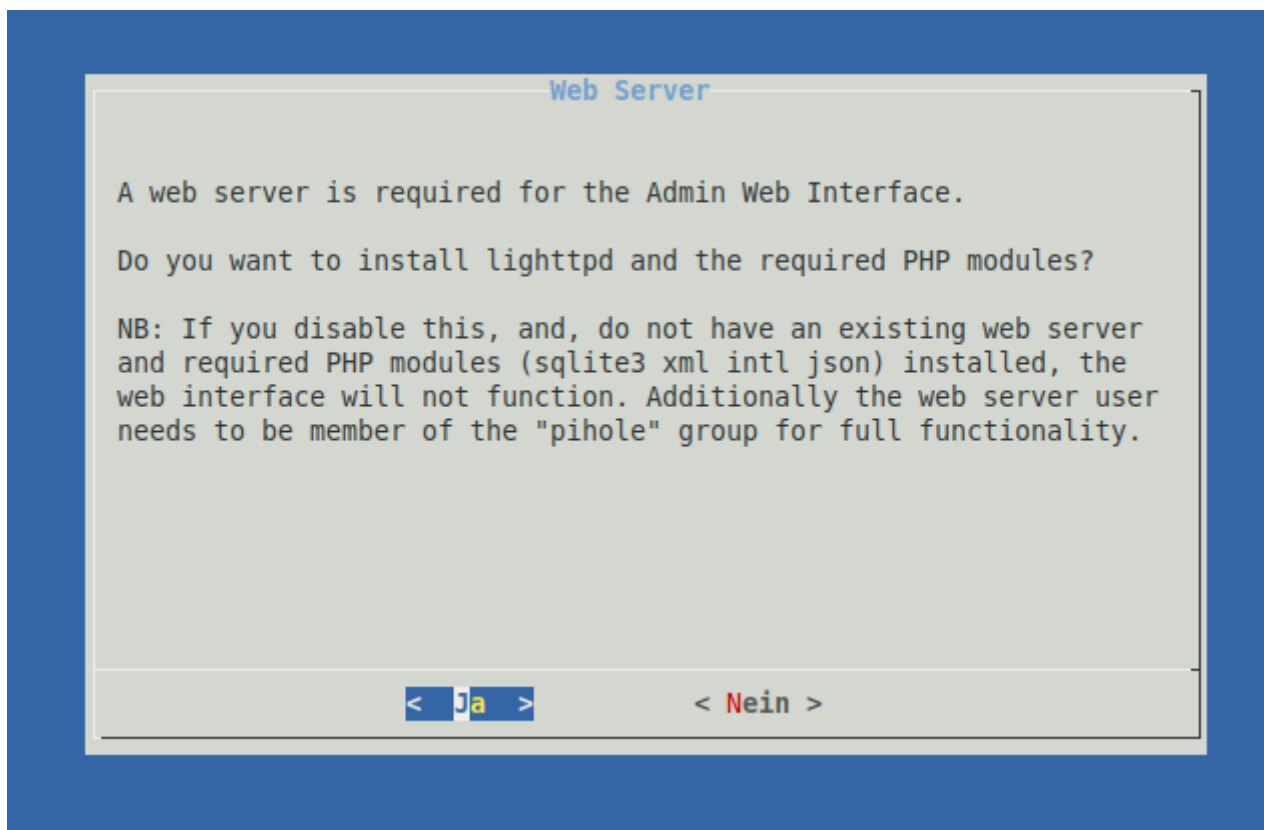 Web Server
A web server is required for the Admin Web Interface.
Do you want to install lighttpd and the required PHP modules?
NB: If you disable this, and, do not have an existing web server
and required PHP modules (sqlite3 xml intl json) installed, the
web interface will not function. Additionally the web server user
needs to be member of the "pihole" group for full functionality.
< Ja > < Nein >